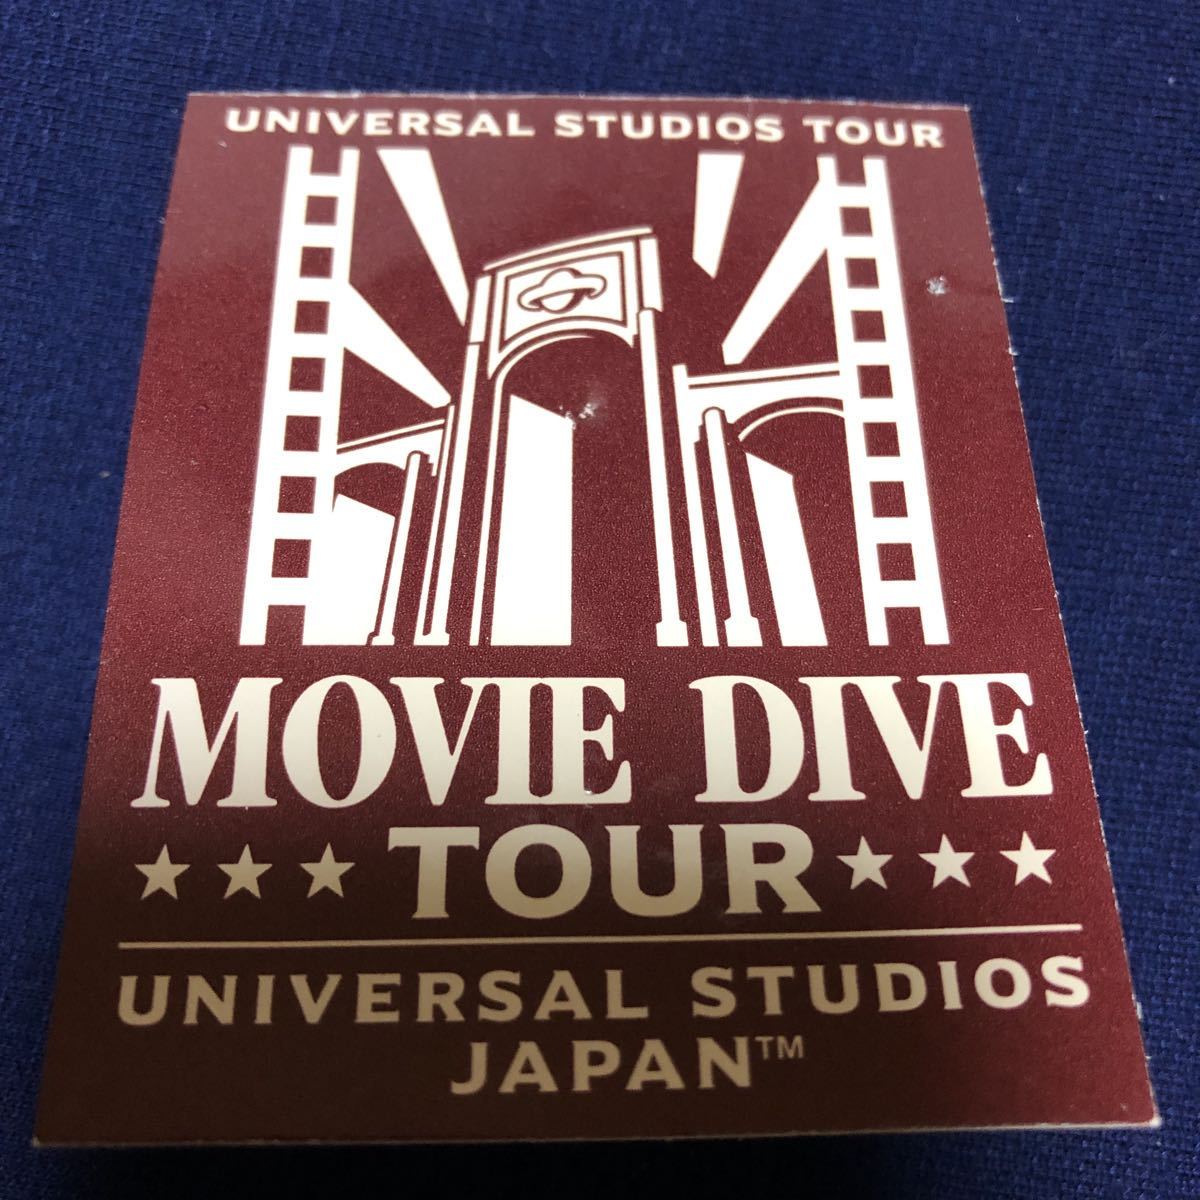 UNIVERSAL STUDIOS TOUR
MOVIE DIVE
★★★ TOUR ★★★
UNIVERSAL STUDIOS
JAPAN™